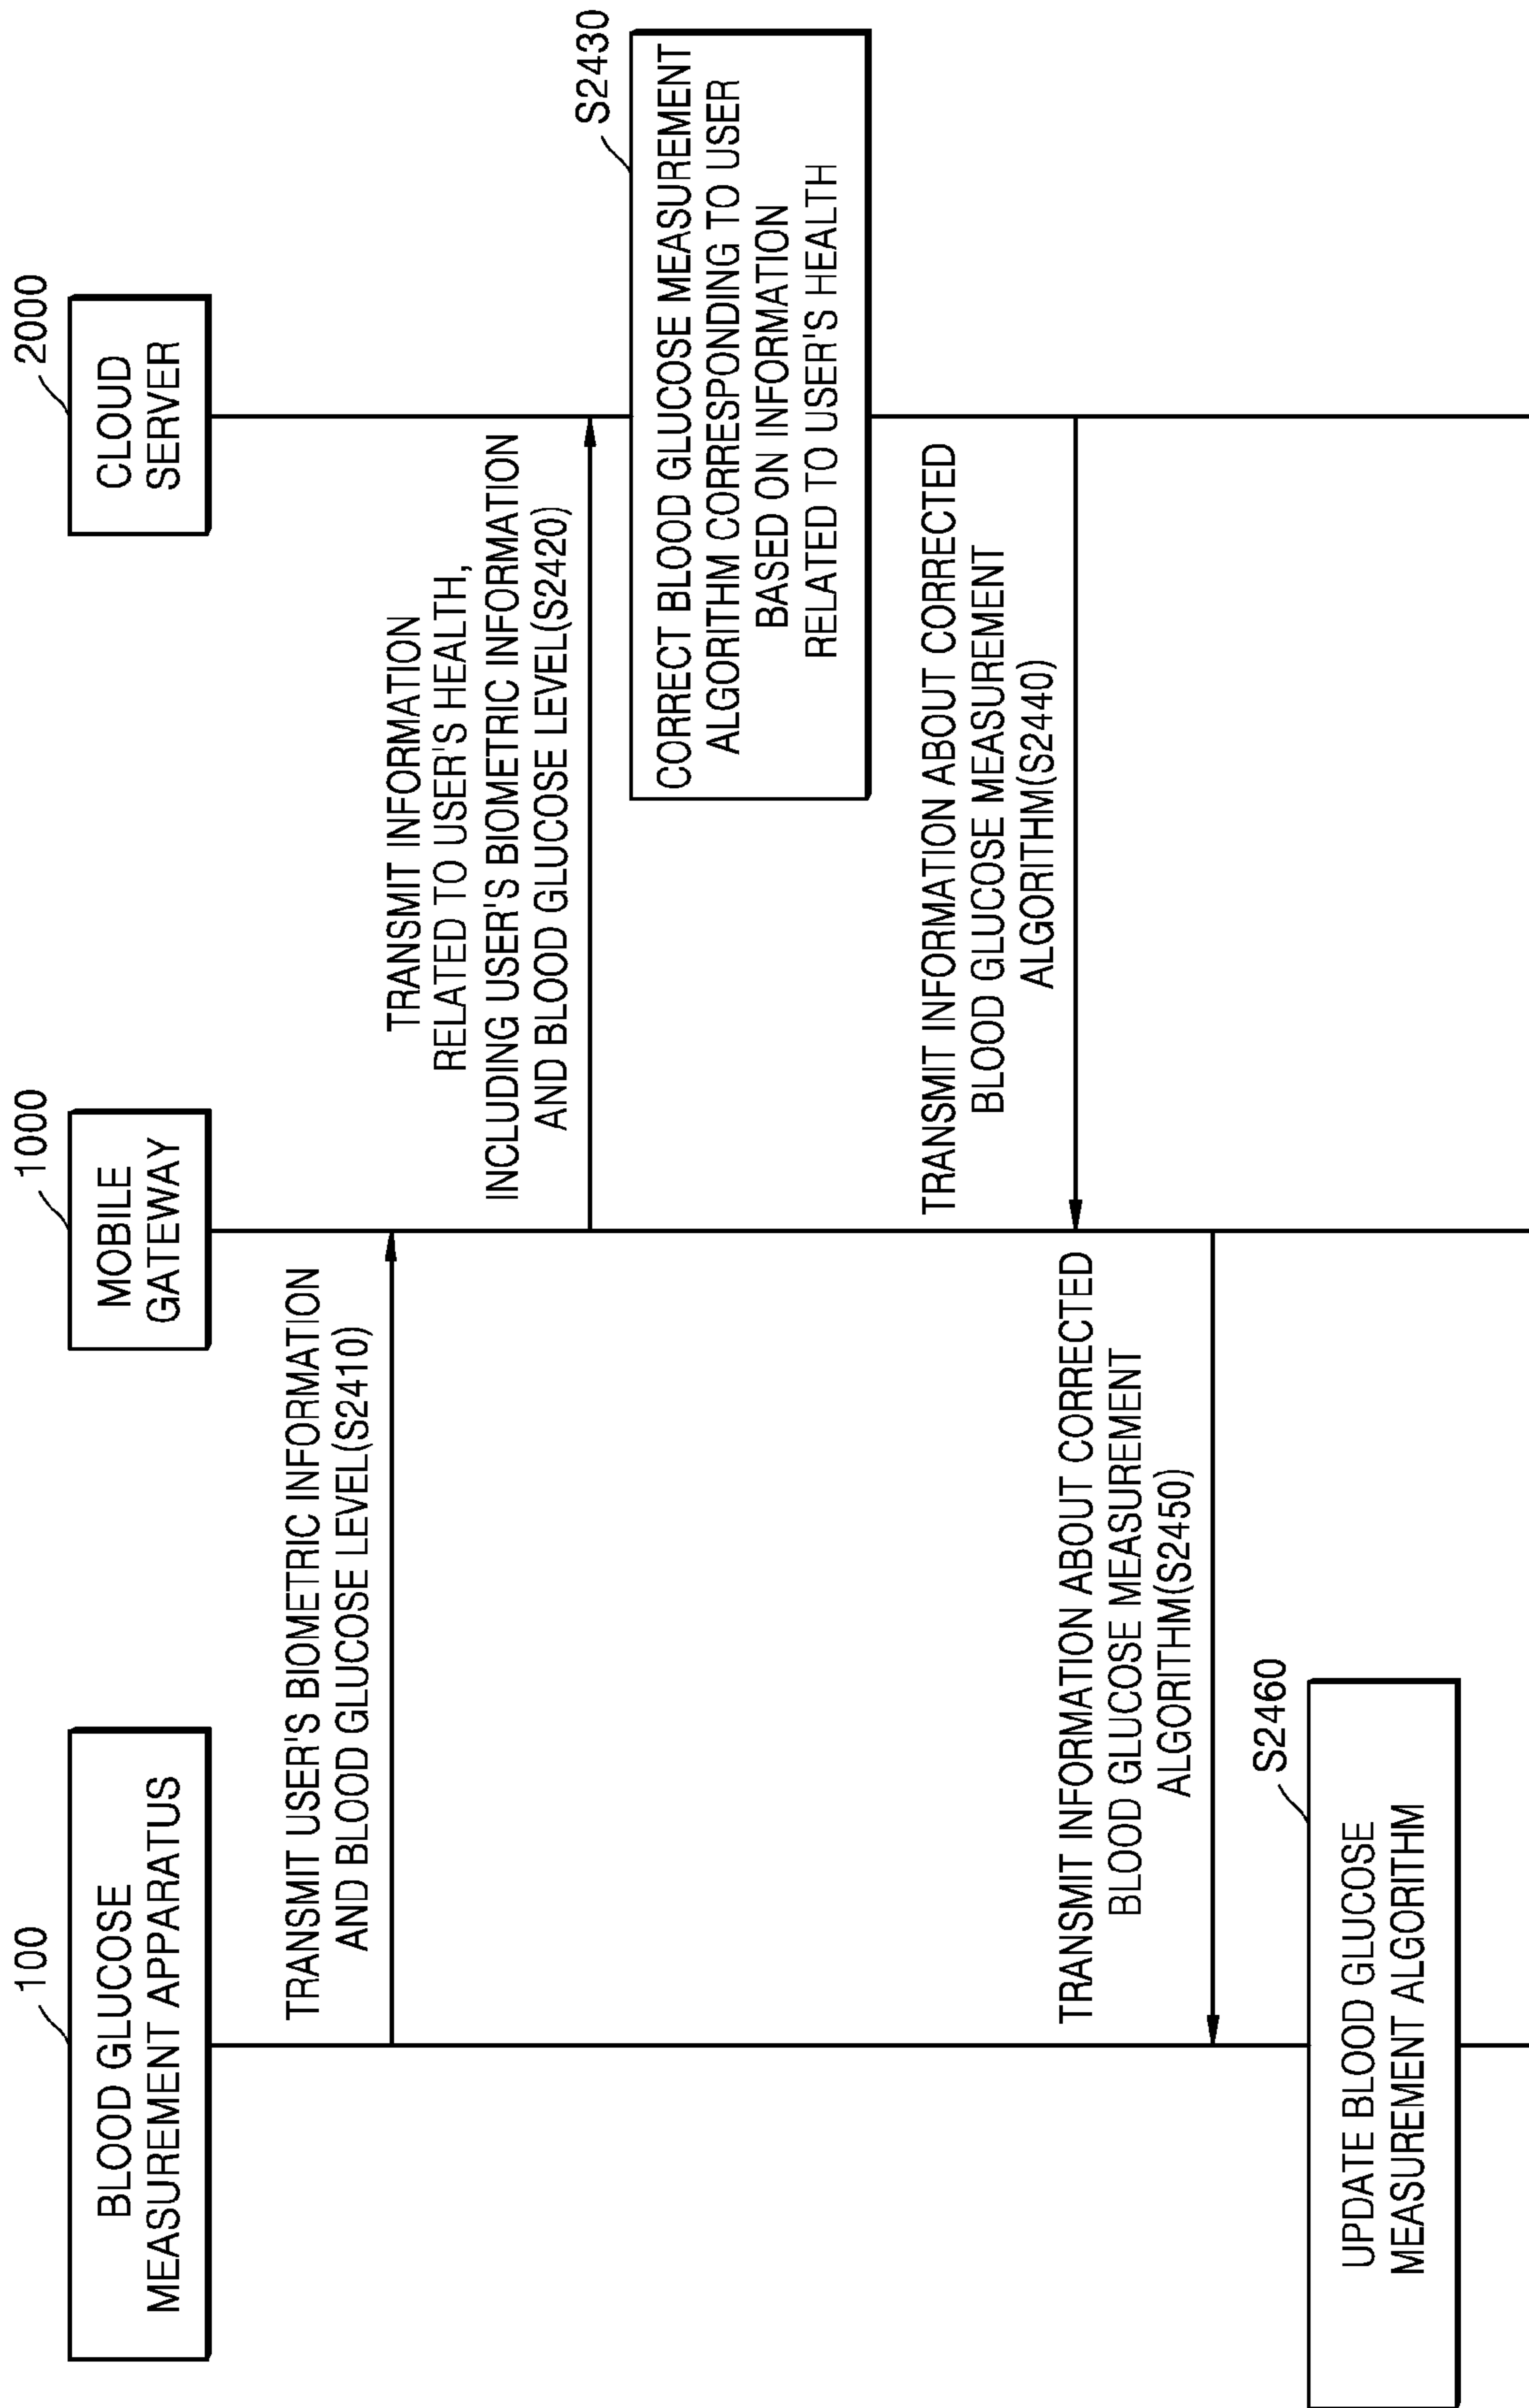 100
BLOOD GLUCOSE
MEASUREMENT APPARATUS
1000
MOBILE
GATEWAY
2000
CLOUD
SERVER
TRANSMIT USER'S BIOMETRIC INFORMATION
AND BLOOD GLUCOSE LEVEL(S2410)
TRANSMIT INFORMATION
RELATED TO USER'S HEALTH,
INCLUDING USER'S BIOMETRIC INFORMATION
AND BLOOD GLUCOSE LEVEL(S2420)
S2430
CORRECT BLOOD GLUCOSE MEASUREMENT
ALGORITHM CORRESPONDING TO USER
BASED ON INFORMATION
RELATED TO USER'S HEALTH
TRANSMIT INFORMATION ABOUT CORRECTED
BLOOD GLUCOSE MEASUREMENT
ALGORITHM(S2440)
TRANSMIT INFORMATION ABOUT CORRECTED
BLOOD GLUCOSE MEASUREMENT
ALGORITHM(S2450)
S2460
UPDATE BLOOD GLUCOSE
MEASUREMENT ALGORITHM